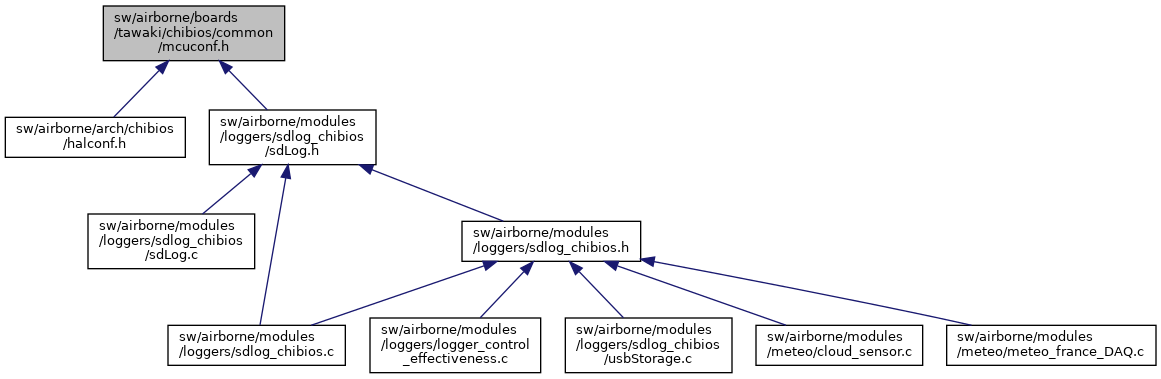 sw/airborne/boards
/tawaki/chibios/common
/mcuconf.h
sw/airborne/arch/chibios
/halconf.h
sw/airborne/modules
/loggers/sdlog_chibios
/sdLog.h
sw/airborne/modules
/loggers/sdlog_chibios
/sdLog.c
sw/airborne/modules
/loggers/sdlog_chibios.h
sw/airborne/modules
/loggers/sdlog_chibios.c
sw/airborne/modules
/loggers/logger_control
_effectiveness.c
sw/airborne/modules
/loggers/sdlog_chibios
/usbStorage.c
sw/airborne/modules
/meteo/cloud_sensor.c
sw/airborne/modules
/meteo/meteo_france_DAQ.c